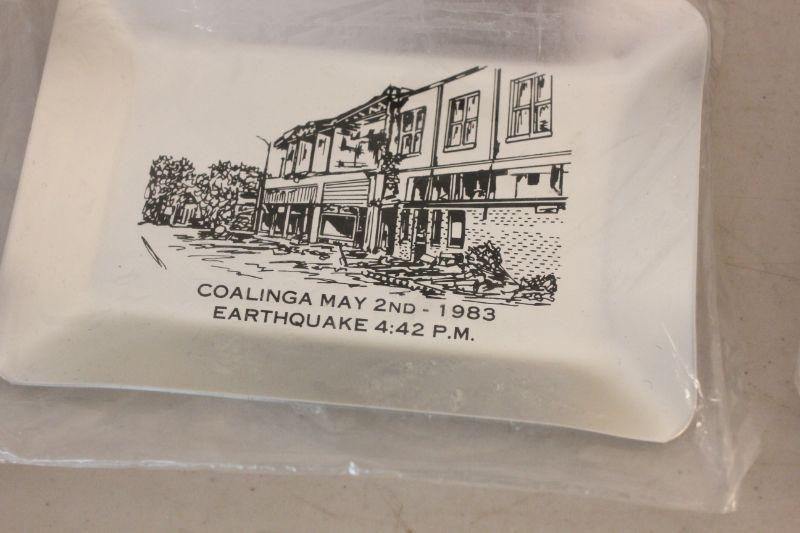 COALINGA MAY 2ND - 1983
EARTHQUAKE 4:42 P.M.